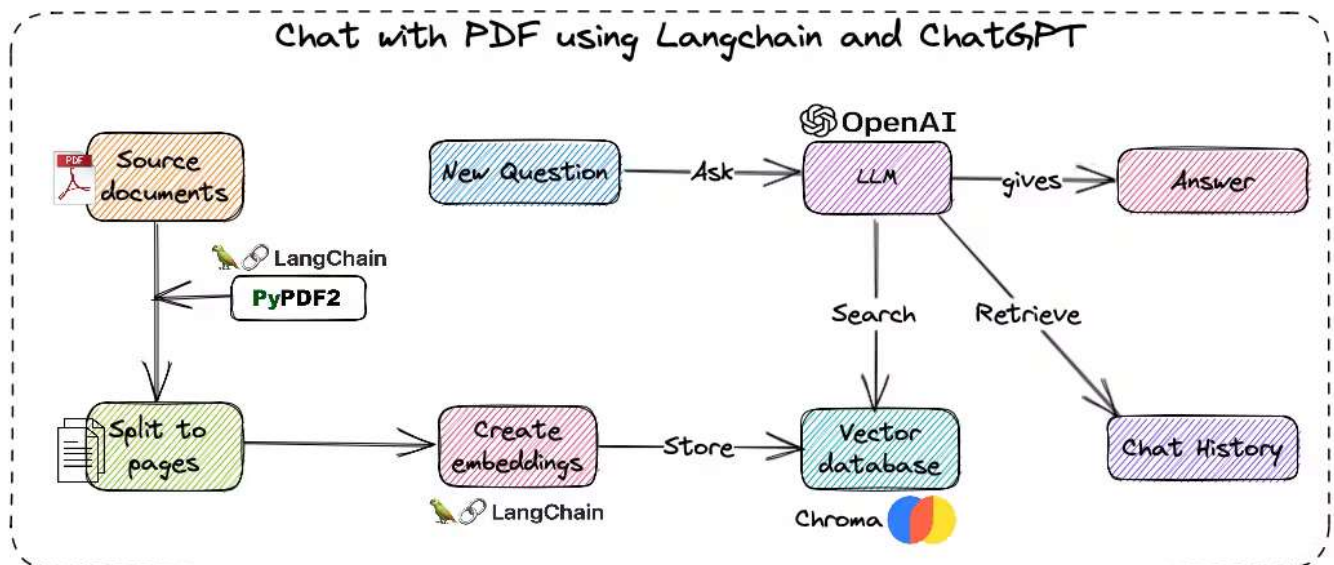 Chat with PDF using Langchain and ChatGPT
OpenAI
PDF
Source
documents
New Question
Ask
LLM
gives
Answer
LangChain
PyPDF2
Search
Retrieve
Split to
pages
Create
embeddings
Store
Vector
database
Chat History
LangChain
Chroma